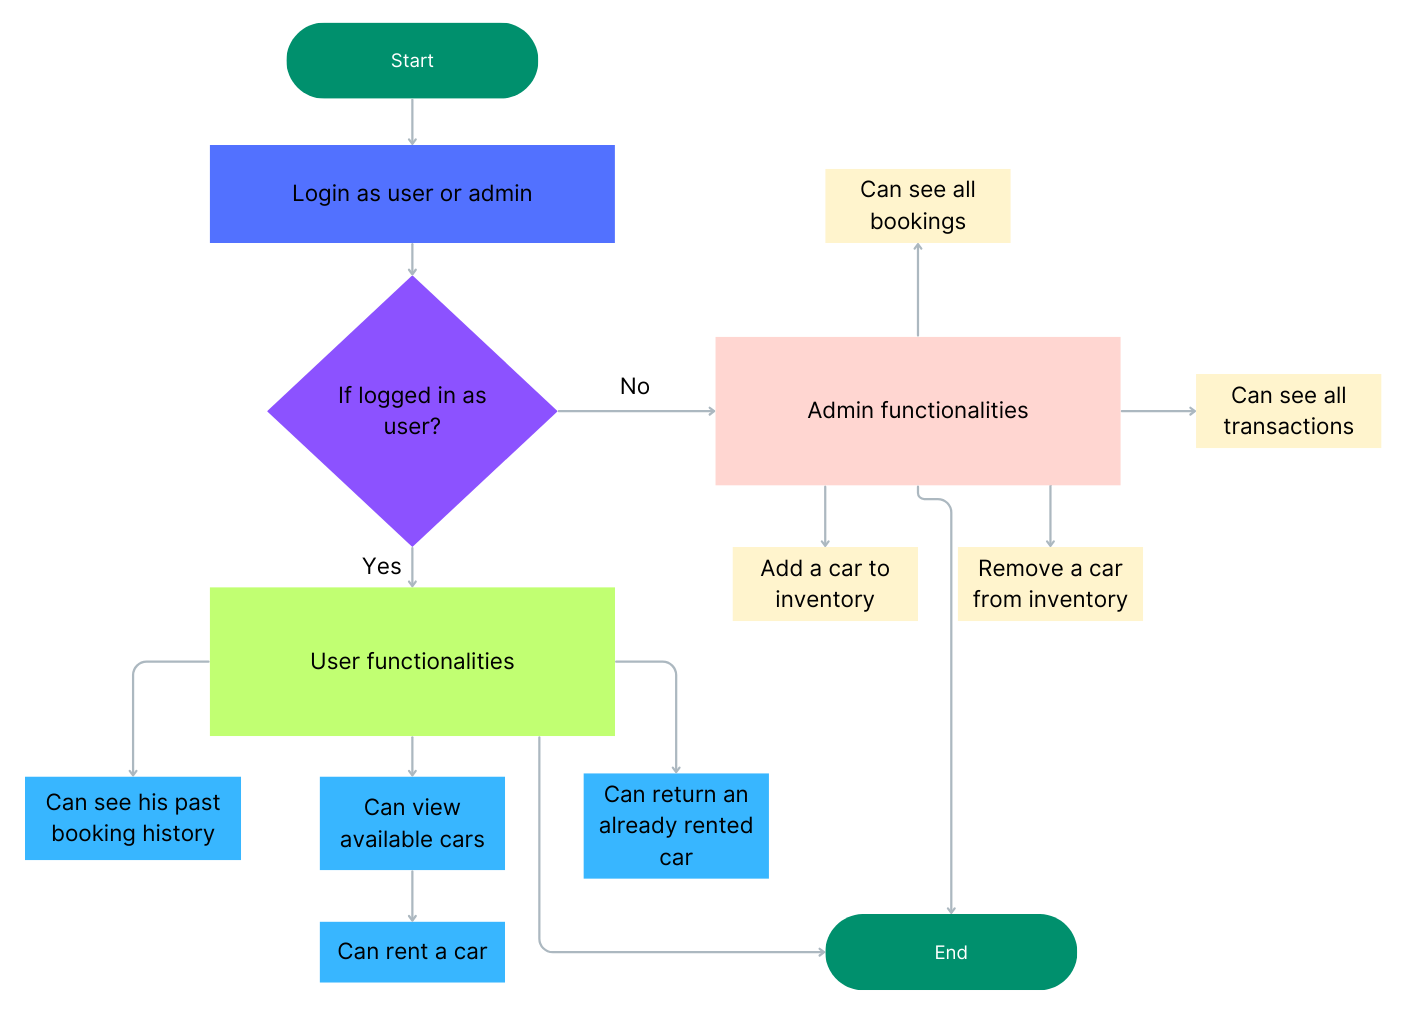 Start
Login as user or admin
Can see all
bookings
If logged in as
user?
No
Admin functionalities
Can see all
transactions
Yes
Add a car to
inventory
Remove a car
from inventory
User functionalities
Can see his past
booking history
Can view
available cars
Can return an
already rented
car
Can rent a car
End